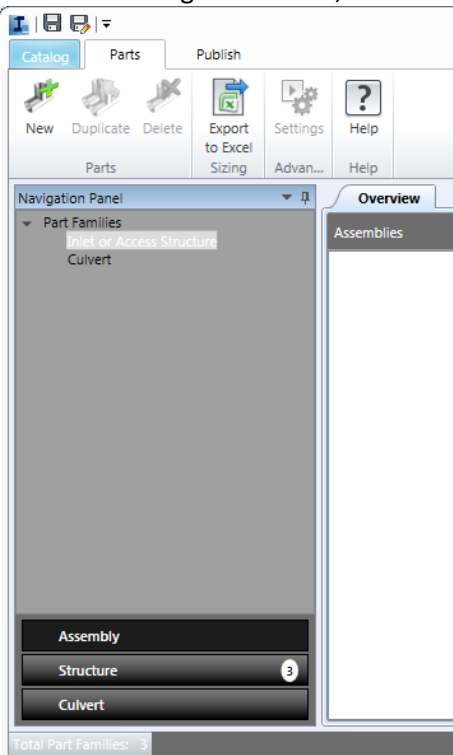 Catalog Parts Publish
New Duplicate Delete Export to Excel Settings Help
Parts Sizing Advan... Help
Navigation Panel Overview
Part Families Assemblies
Inlet or Access Structure
Culvert
Assembly
Structure 3
Culvert
Total Part Families: 3